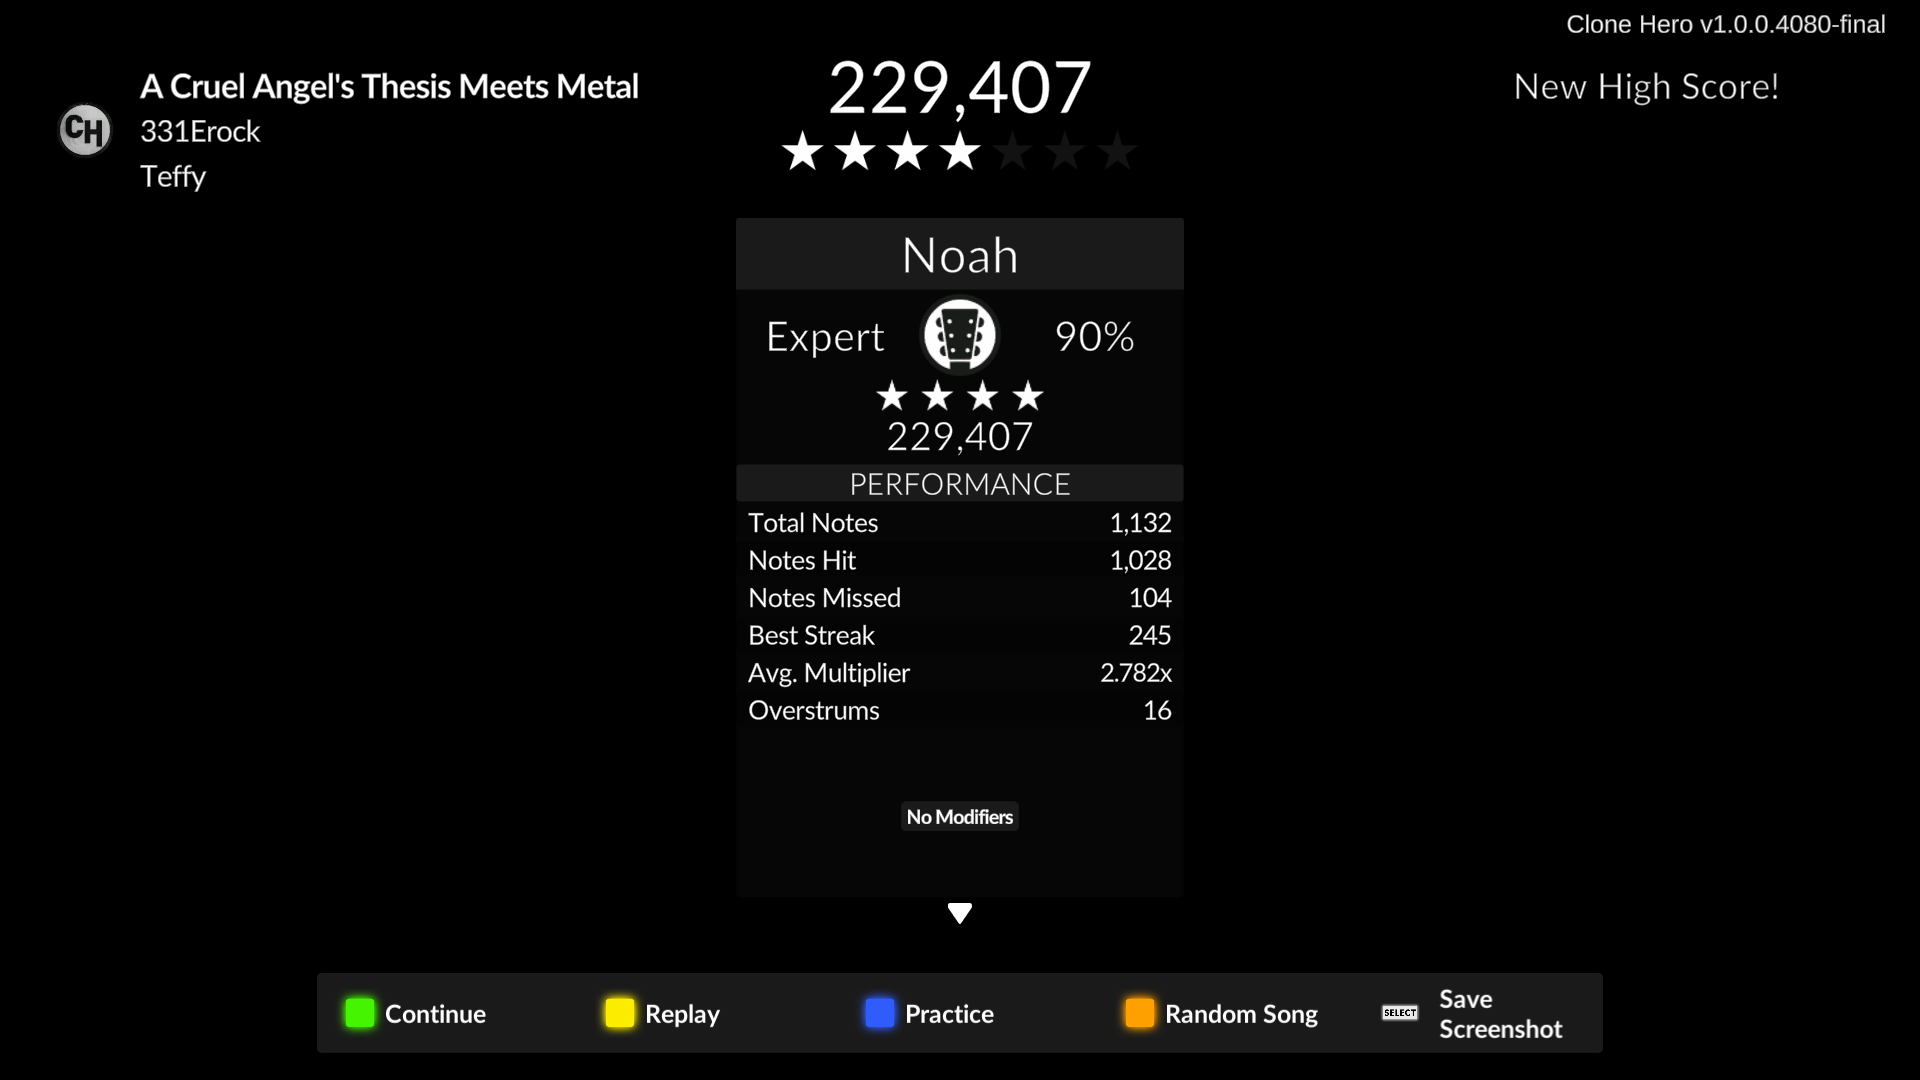 Clone Hero v1.0.0.4080-final
CH
A Cruel Angel's Thesis Meets Metal
331Erock
Teffy
229,407
New High Score!
Noah
Expert 90%
229,407
PERFORMANCE
Total Notes 1,132
Notes Hit 1,028
Notes Missed 104
Best Streak 245
Avg. Multiplier 2.782x
Overstrums 16
No Modifiers
Continue
Replay
Practice
Random Song
SELECT
Save
Screenshot